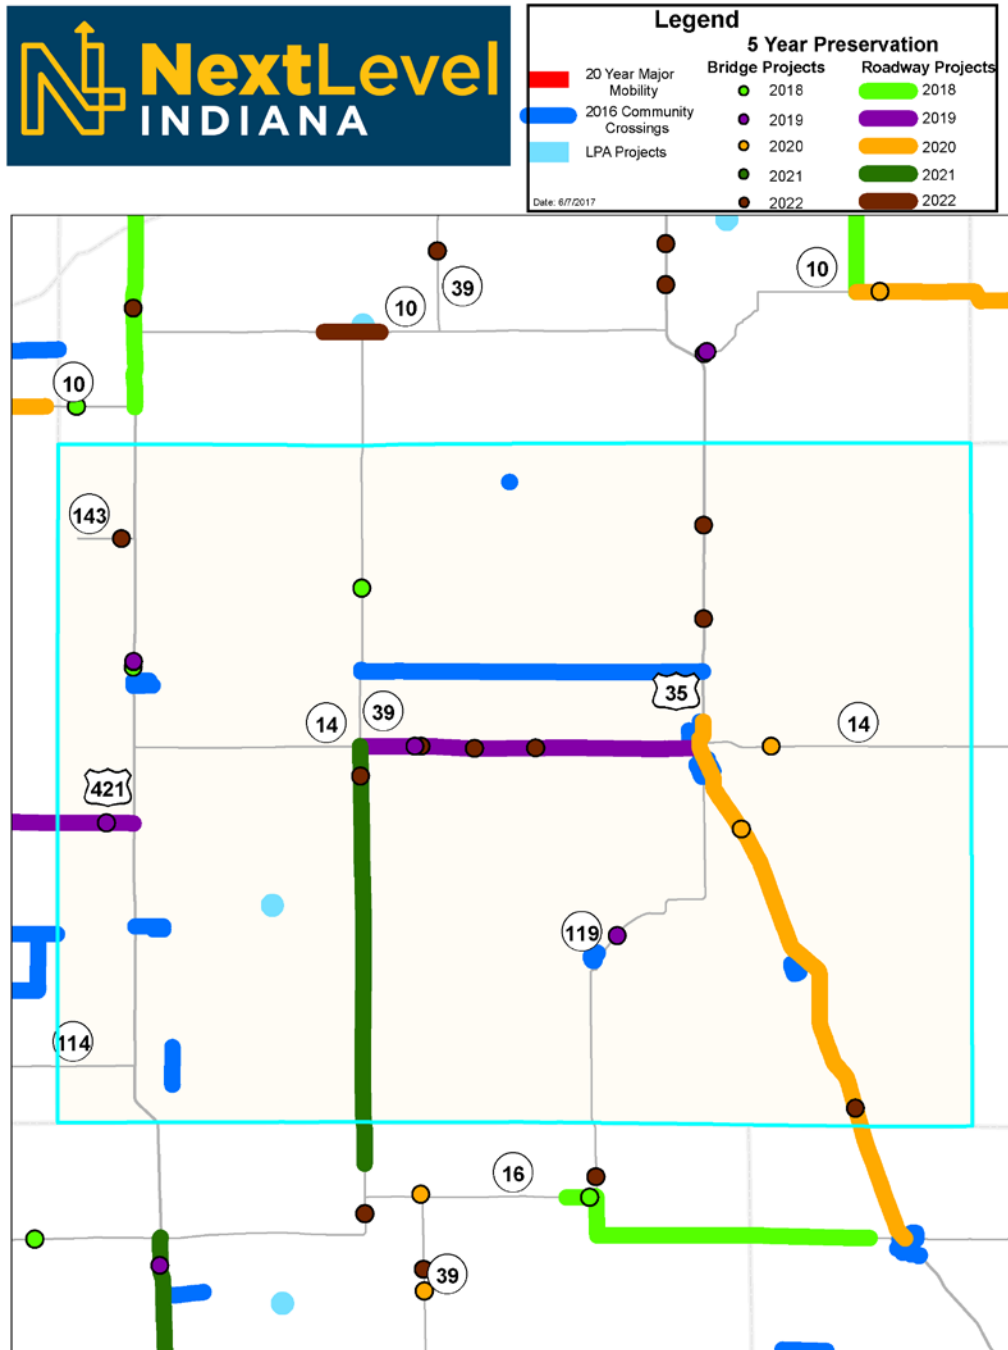 NextLevel
INDIANA
Legend
5 Year Preservation
Bridge Projects
Roadway Projects
20 Year Major
Mobility
2016 Community
Crossings
LPA Projects
2018
2019
2020
2021
2022
2018
2019
2020
2021
2022
Date: 6/7/2017
10
39
10
10
143
35
39
14
14
421
119
114
16
39